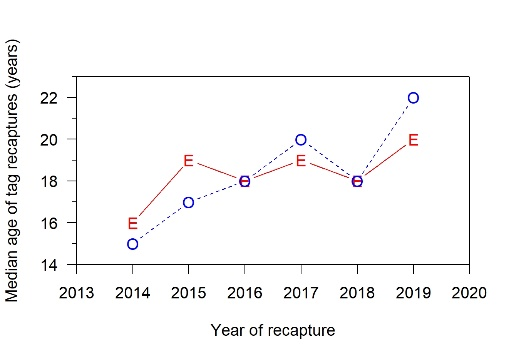 Median age of tag recaptures (years)
22
20
18
16
14
O
E
O
E
O
E
O
E
O
E
O
E
2013 2014 2015 2016 2017 2018 2019 2020
Year of recapture